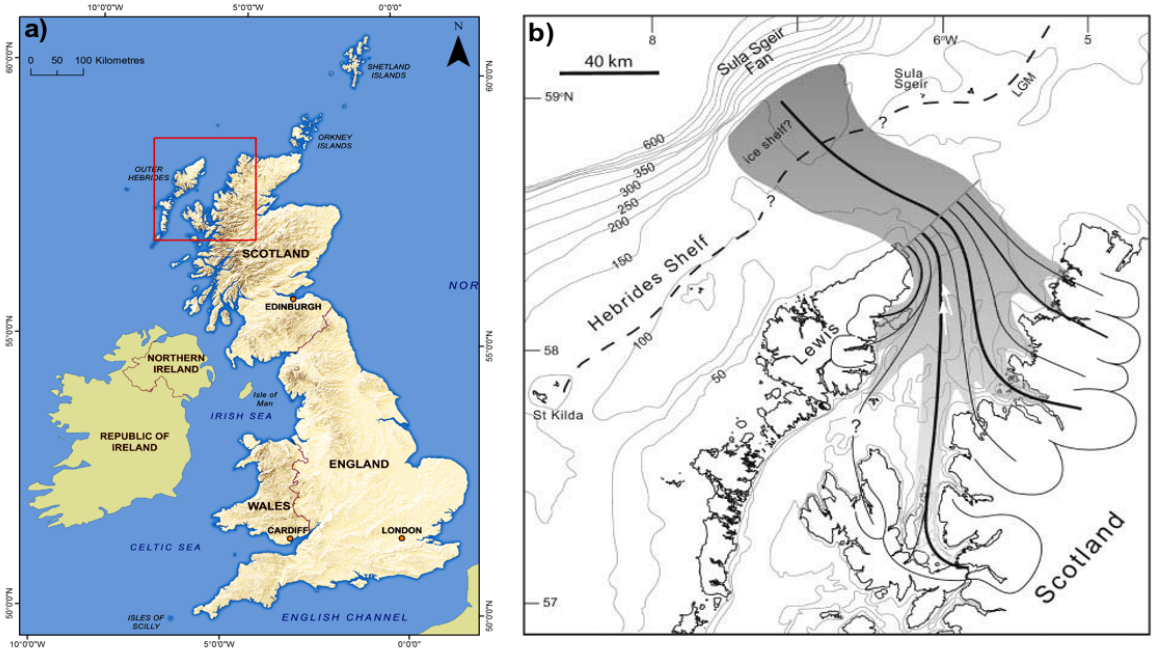 a)
10°0'0"W
5°0'0"W
0°0'0"
N
60°0'0"N
60°0'0"N
0 50 100 Kilometres
SHETLAND
ISLANDS
ORKNEY
ISLANDS
OUTER
HEBRIDES
SCOTLAND
NOR
EDINBURGH
55°0'0"N
55°0'0"N
NORTHERN
IRELAND
Isle of
Man
IRISH SEA
REPUBLIC OF
IRELAND
ENGLAND
WALES
CARDIFF
LONDON
CELTIC SEA
50°0'0"N
50°0'0"N
ISLES OF
SCILLY
ENGLISH CHANNEL
10°0'0"W
5°0'0"W
0°0'0"
b)
8
6°W
5
40 km
Sula Sgeir
Fan
Sula
Sgeir
LGM
59°N
?
ice shelf?
600
350
300
250
200
150
?
Hebrides Shelf
100
50
Lewis
58
St Kilda
?
Scotland
57